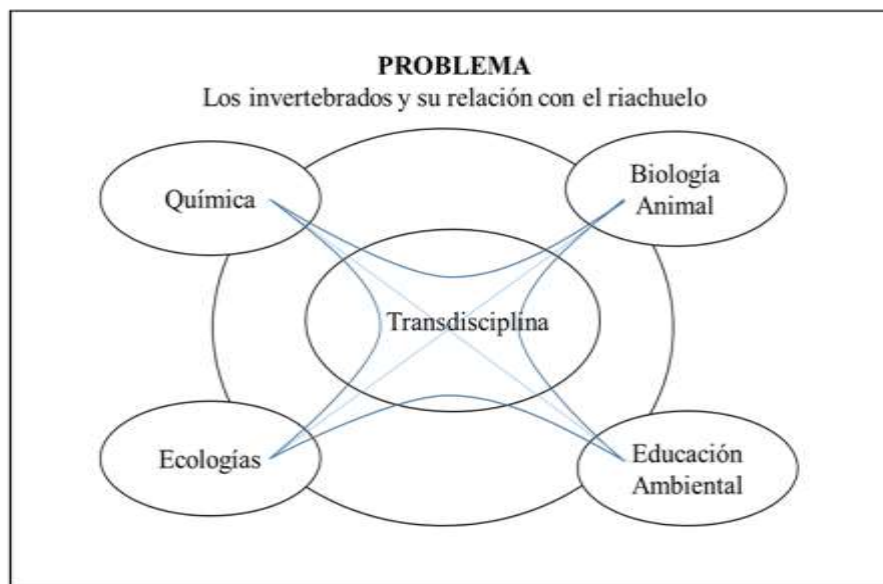 PROBLEMA
Los invertebrados y su relación con el riachuelo
Química
Biología
Animal
Transdisciplina
Ecologías
Educación
Ambiental